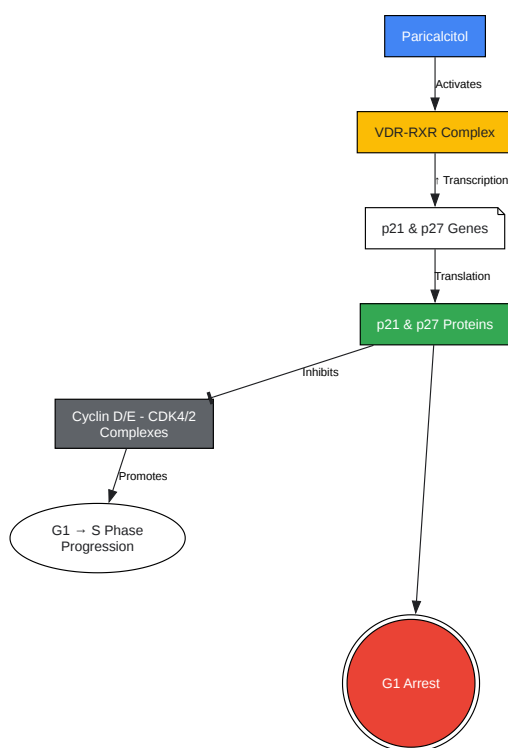 Paricalcitol
Activates
VDR-RXR Complex
↑ Transcription
p21 & p27 Genes
Translation
p21 & p27 Proteins
Inhibits
Cyclin D/E - CDK4/2
Complexes
Promotes
G1 → S Phase
Progression
G1 Arrest